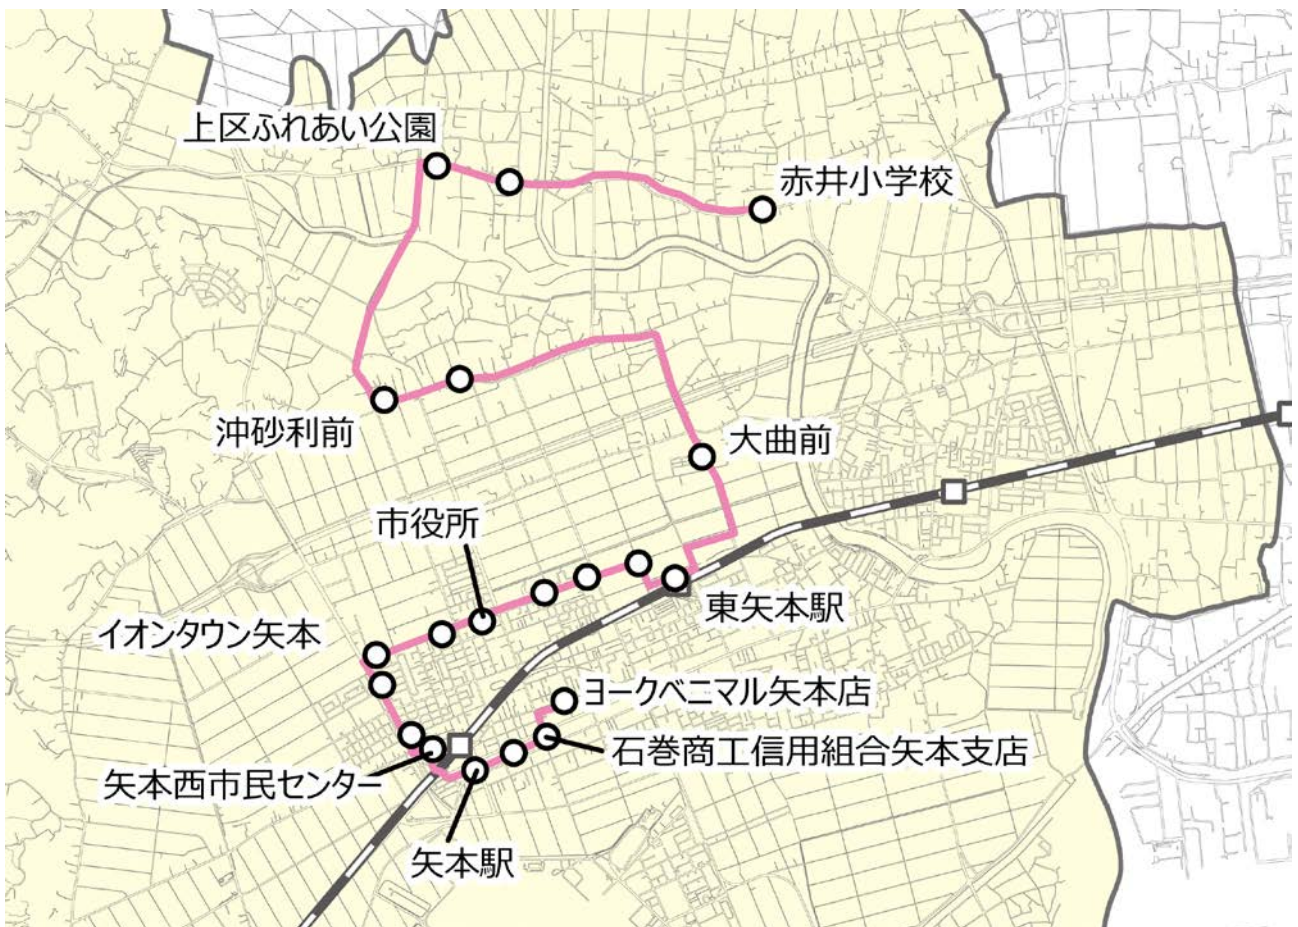 上区ふれあい公園
赤井小学校
沖砂利前
大曲前
市役所
東矢本駅
イオンタウン矢本
ヨークベニマル矢本店
石巻商工信用組合矢本支店
矢本西市民センター
矢本駅